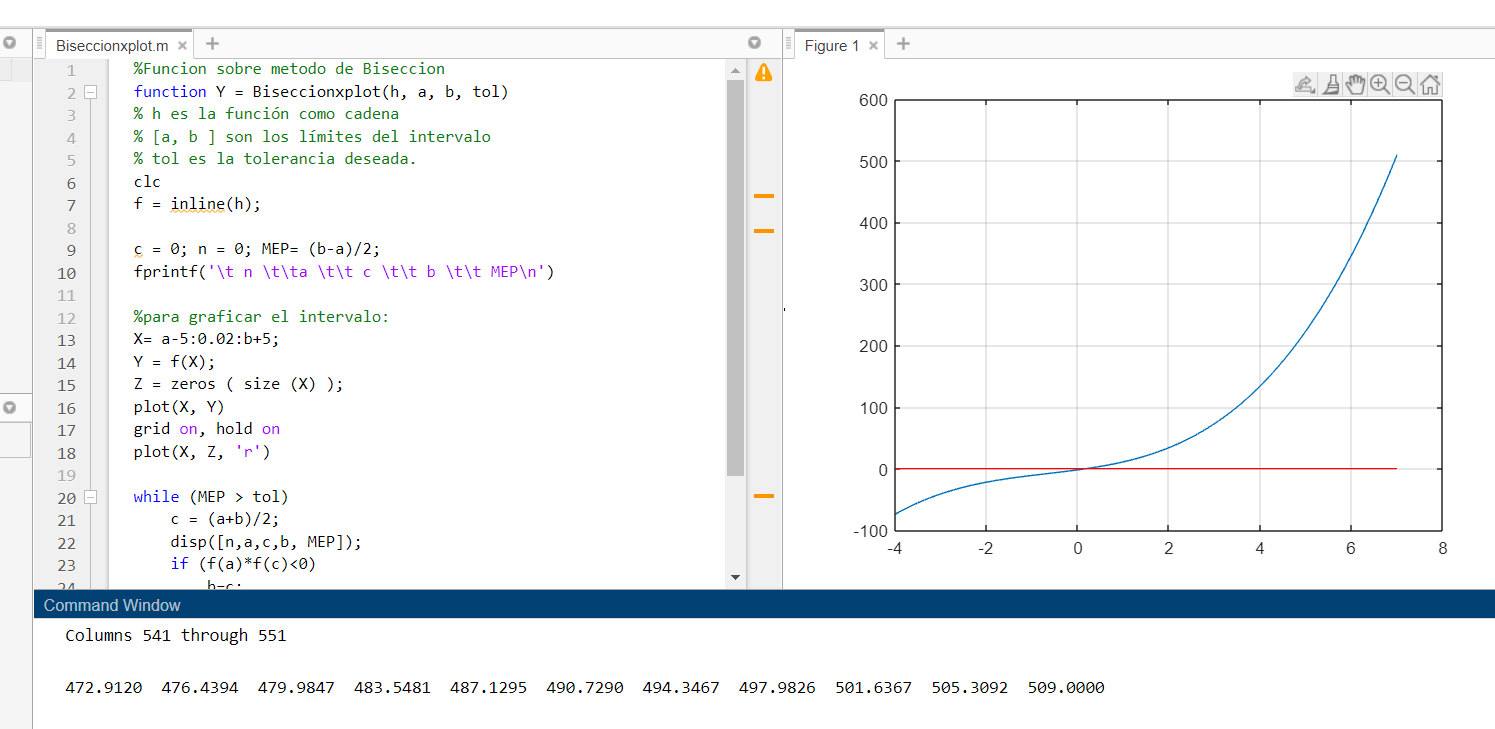 Biseccionxplot.m × +
1 %Funcion sobre metodo de Biseccion
2 function Y = Biseccionxplot(h, a, b, tol)
3 % h es la función como cadena
4 % [a, b ] son los límites del intervalo
5 % tol es la tolerancia deseada.
6 clc
7 f = inline(h);
8
9 c = 0; n = 0; MEP= (b-a)/2;
10 fprintf('\t n \t\ta \t\t c \t\t b \t\t MEP\n')
11
12 %para graficar el intervalo:
13 X= a-5:0.02:b+5;
14 Y = f(X);
15 Z = zeros ( size (X) );
16 plot(X, Y)
17 grid on, hold on
18 plot(X, Z, 'r')
19
20 while (MEP > tol)
21 c = (a+b)/2;
22 disp([n,a,c,b, MEP]);
23 if (f(a)*f(c)<0)
24 b=c;
Figure 1 × +
600
500
400
300
200
100
0
-100
-4 -2 0 2 4 6 8
Command Window
Columns 541 through 551
472.9120 476.4394 479.9847 483.5481 487.1295 490.7290 494.3467 497.9826 501.6367 505.3092 509.0000